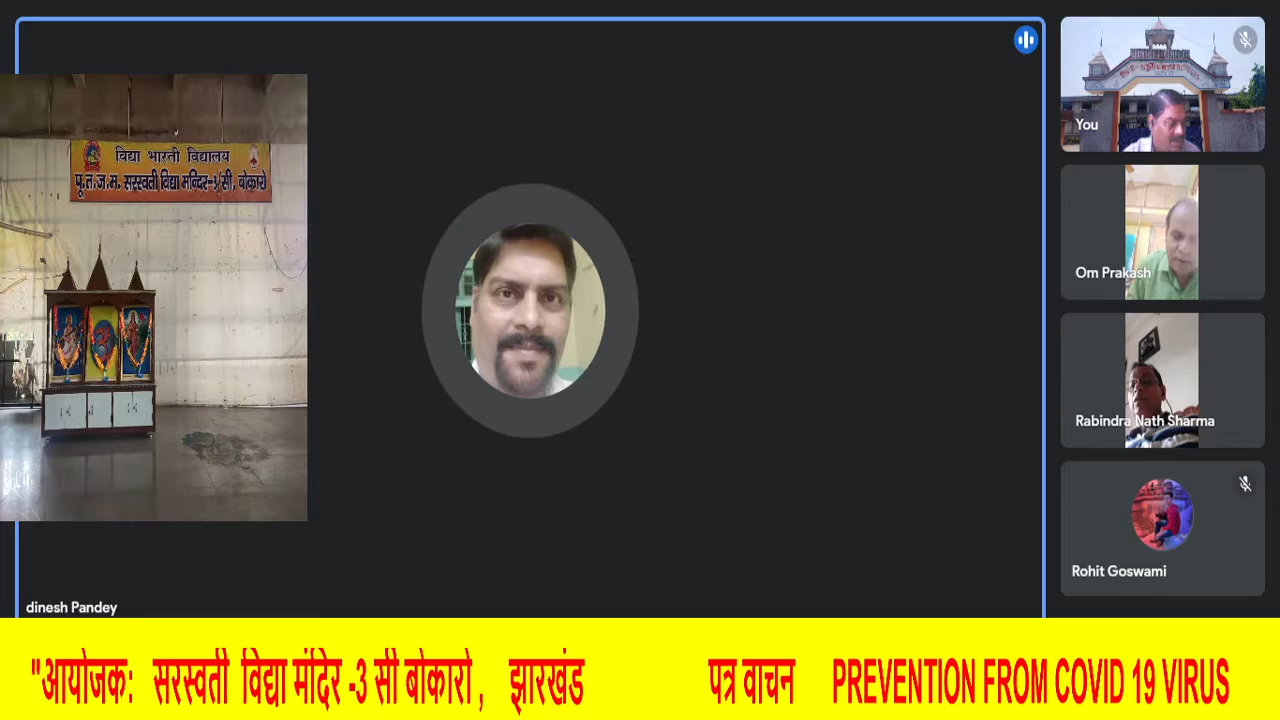 विद्या भारती विद्यालय
पू.त.ज.म. सरस्वती विद्या मन्दिर-३/सी, बोकारो
You
Om Prakash
Rabindra Nath Sharma
Rohit Goswami
dinesh Pandey
"आयोजक: सरस्वती विद्या मंदिर -3 सी बोकारो , झारखंड पत्र वाचन PREVENTION FROM COVID 19 VIRUS